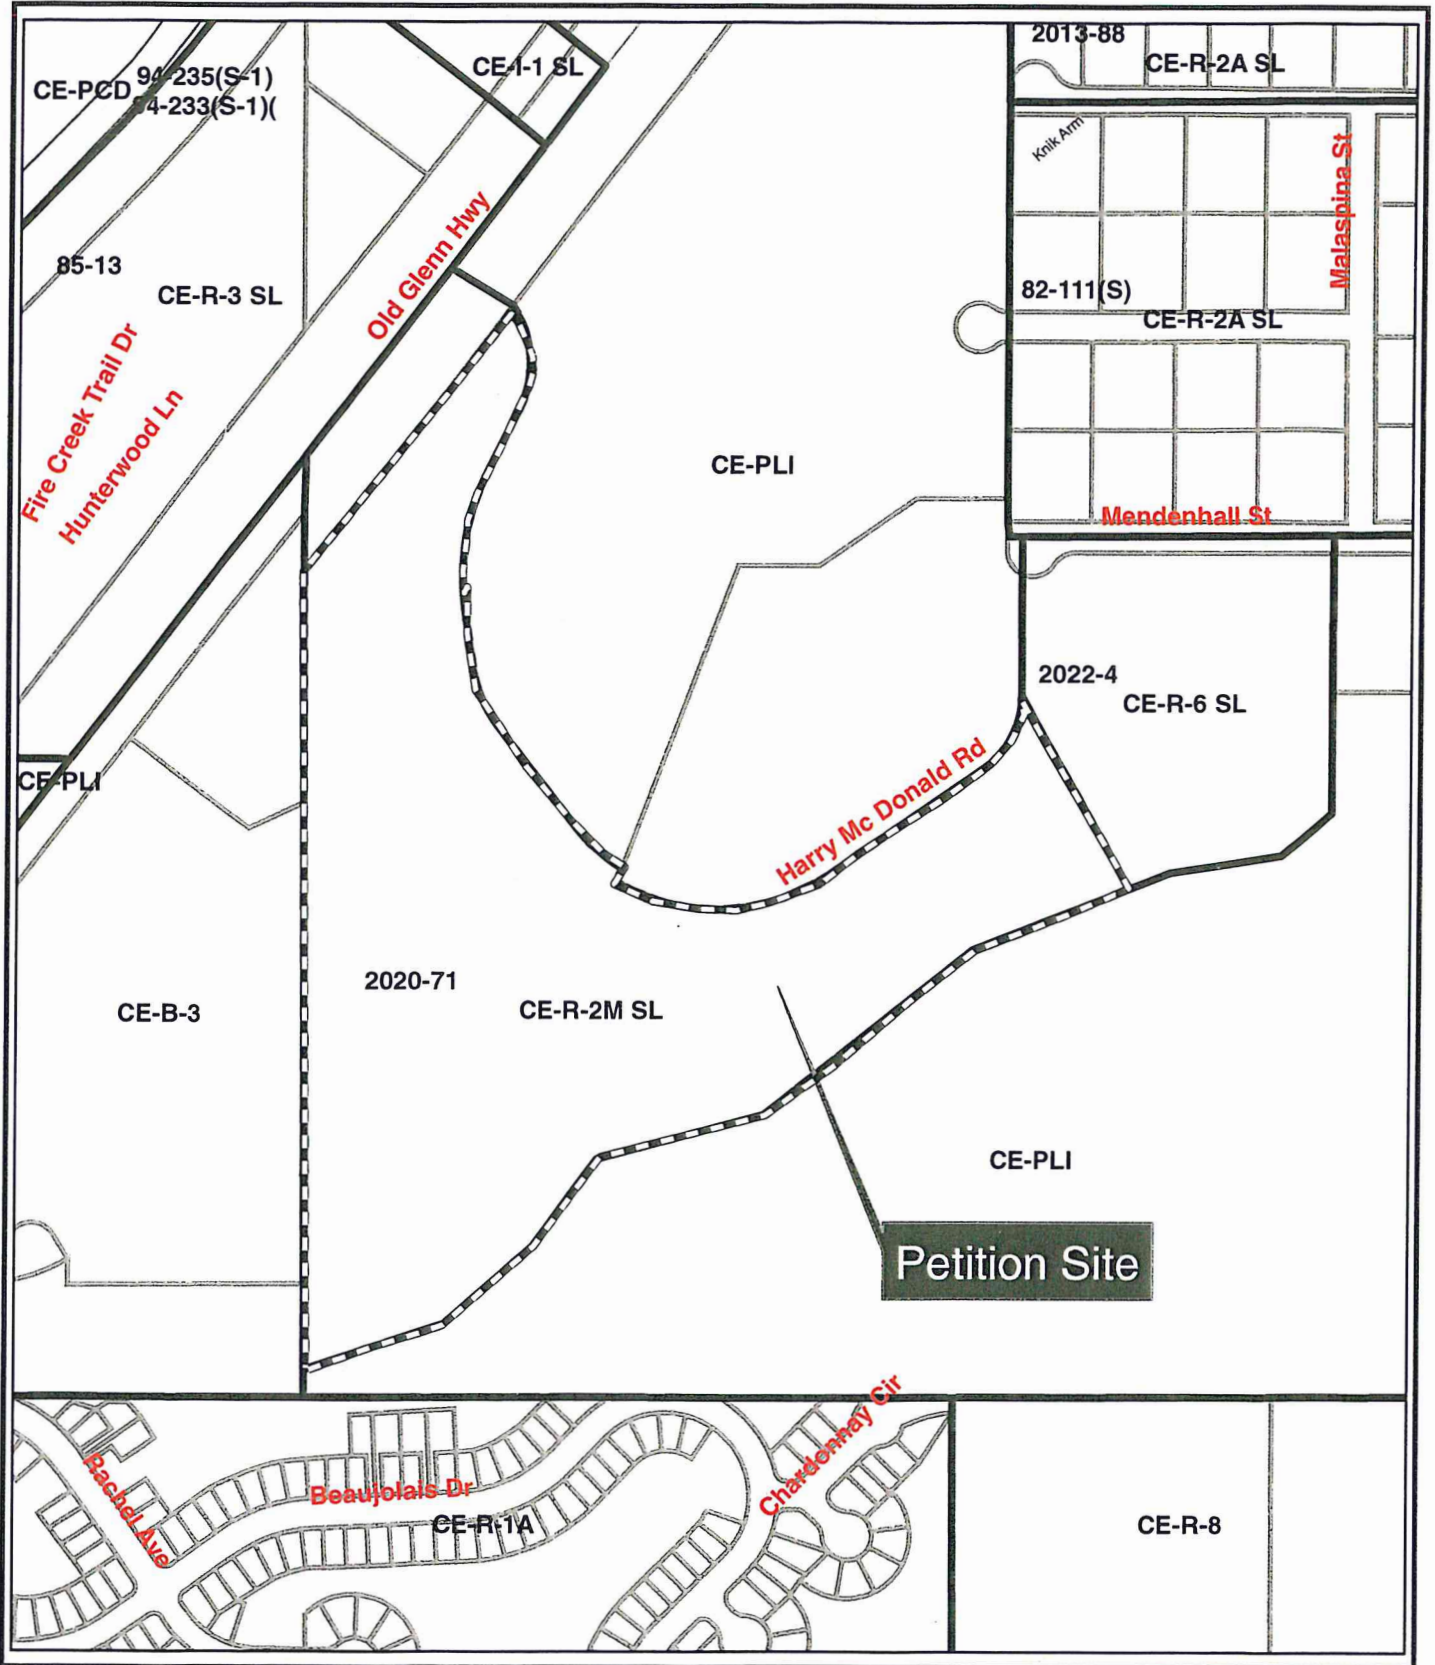 2013-88
CE-R-2A SL
CE-I-1 SL
94-235(S-1)
CE-PCD
94-233(S-1)(
Knik Arm
Malaspina St
Old Glenn Hwy
85-13
CE-R-3 SL
82-111(S)
CE-R-2A SL
Fire Creek Trail Dr
Hunterwood Ln
CE-PLI
Mendenhall St
2022-4
CE-R-6 SL
CE-PLI
Harry Mc Donald Rd
2020-71
CE-B-3
CE-R-2M SL
CE-PLI
Petition Site
Chardonnay Cir
Rachel Ave
Beaujolais Dr
CE-R-1A
CE-R-8